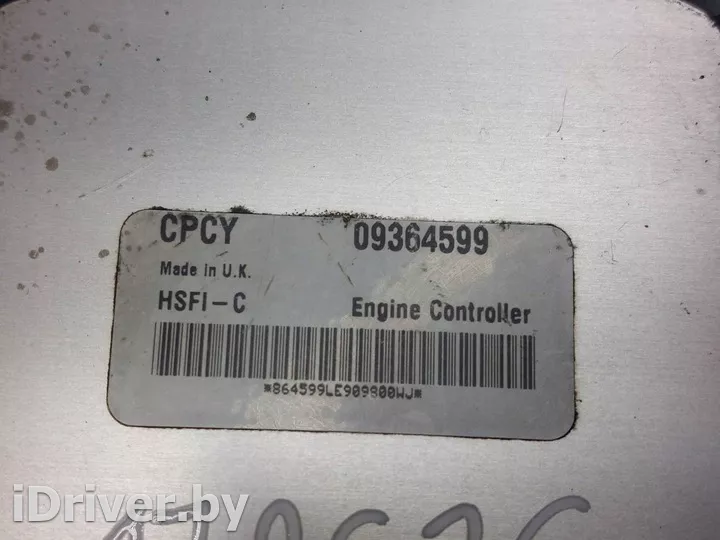 CPCY 09364599
Made in U.K.
HSFI-C Engine Controller
*864599LE909800WJ*
iDriver.by